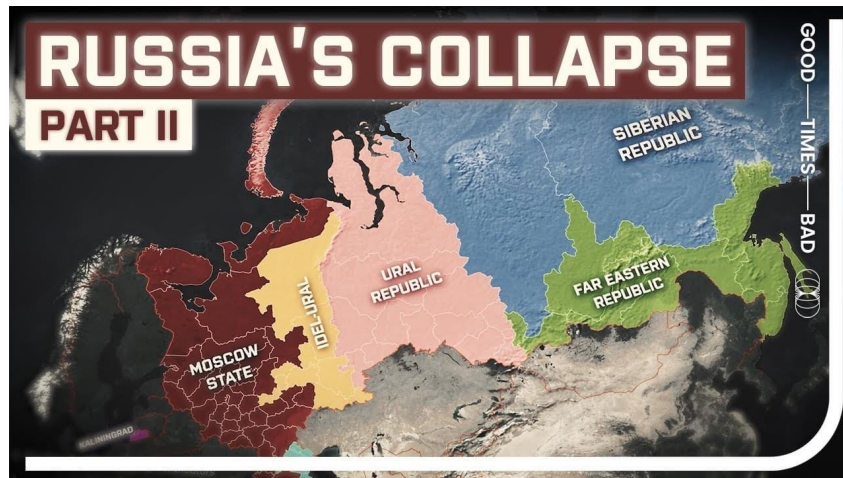 RUSSIA'S COLLAPSE
PART II
GOOD TIMES BAD
SIBERIAN
REPUBLIC
URAL
REPUBLIC
FAR EASTERN
REPUBLIC
IDEL-URAL
MOSCOW
STATE
KALININGRAD